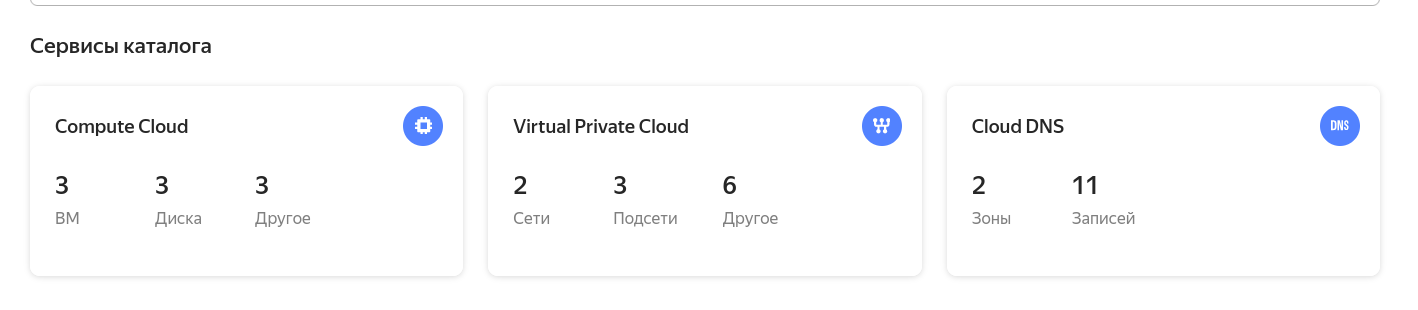 Сервисы каталога
Compute Cloud
3 3 3
ВМ Диска Другое
Virtual Private Cloud
2 3 6
Сети Подсети Другое
Cloud DNS
DNS
2 11
Зоны Записей